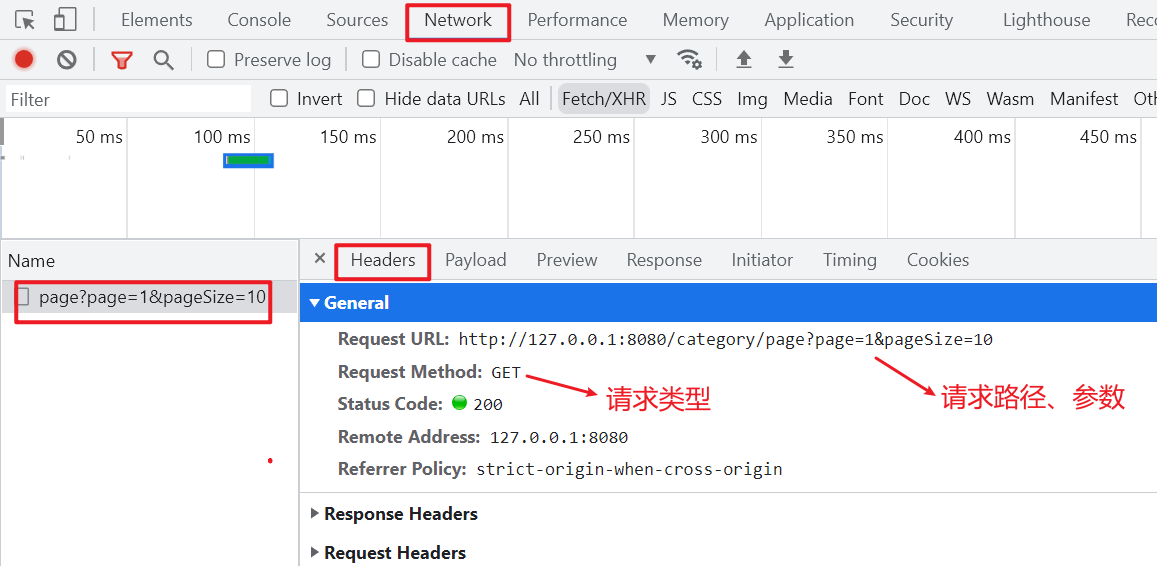 Elements Console Sources Network Performance Memory Application Security Lighthouse Reco
Preserve log Disable cache No throttling
Filter Invert Hide data URLs All Fetch/XHR JS CSS Img Media Font Doc WS Wasm Manifest Oth
50 ms 100 ms 150 ms 200 ms 250 ms 300 ms 350 ms 400 ms 450 ms
Name
Headers Payload Preview Response Initiator Timing Cookies
page?page=1&pageSize=10
General
Request URL: http://127.0.0.1:8080/category/page?page=1&pageSize=10
Request Method: GET
请求类型
请求路径、参数
Status Code: 200
Remote Address: 127.0.0.1:8080
Referrer Policy: strict-origin-when-cross-origin
Response Headers
Request Headers